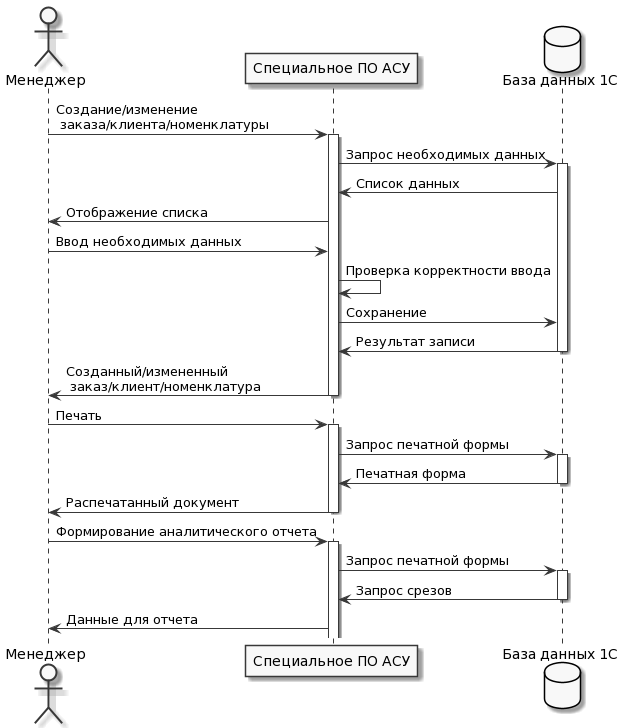 Менеджер
Специальное ПО АСУ
База данных 1С
Создание/изменение
заказа/клиента/номенклатуры
Запрос необходимых данных
Список данных
Отображение списка
Ввод необходимых данных
Проверка корректности ввода
Сохранение
Результат записи
Созданный/измененный
заказ/клиент/номенклатура
Печать
Запрос печатной формы
Печатная форма
Распечатанный документ
Формирование аналитического отчета
Запрос печатной формы
Запрос срезов
Данные для отчета
Менеджер
Специальное ПО АСУ
База данных 1С